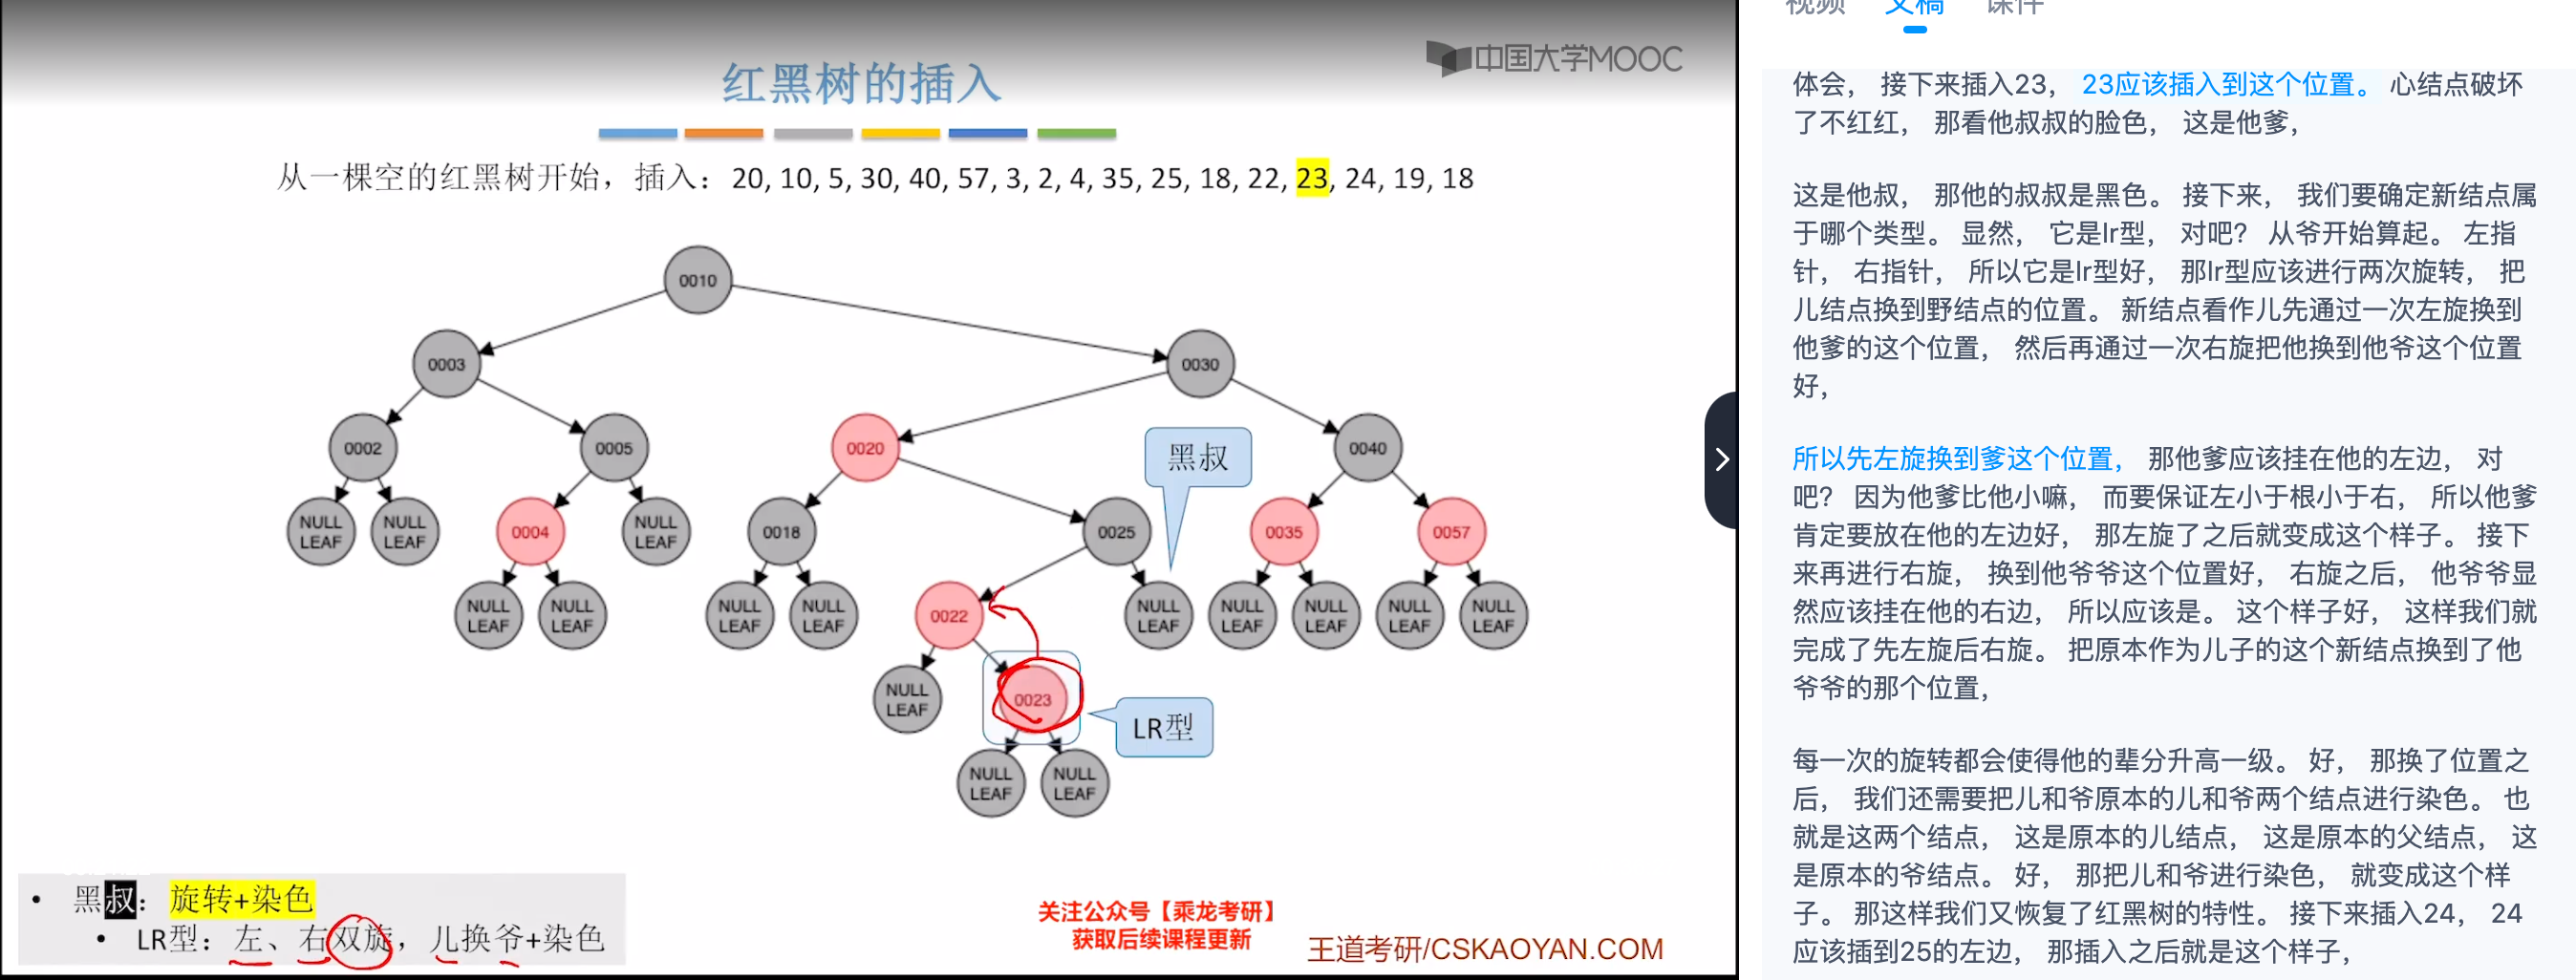 中国大学MOOC
红黑树的插入
从一棵空的红黑树开始，插入：20, 10, 5, 30, 40, 57, 3, 2, 4, 35, 25, 18, 22, 23, 24, 19, 18
0010
0003
0030
0002
0005
0020
黑叔
0040
NULL LEAF
NULL LEAF
0004
NULL LEAF
0018
0025
0035
0057
NULL LEAF
NULL LEAF
NULL LEAF
NULL LEAF
0022
NULL LEAF
NULL LEAF
NULL LEAF
NULL LEAF
NULL LEAF
NULL LEAF
0023
LR型
NULL LEAF
NULL LEAF
• 黑叔：旋转+染色
• LR型：左、右双旋，儿换爷+染色
关注公众号【乘龙考研】
获取后续课程更新
王道考研/CSKAOYAN.COM
视频 文稿 课件
体会， 接下来插入23， 23应该插入到这个位置。 心结点破坏
了不红红， 那看他叔叔的脸色， 这是他爹，
这是他叔， 那他的叔叔是黑色。 接下来， 我们要确定新结点属
于哪个类型。 显然， 它是lr型， 对吧？ 从爷开始算起。 左指
针， 右指针， 所以它是lr型好， 那lr型应该进行两次旋转， 把
儿结点换到野结点的位置。 新结点看作儿先通过一次左旋换到
他爹的这个位置， 然后再通过一次右旋把他换到他爷这个位置
好，
所以先左旋换到爹这个位置， 那他爹应该挂在他的左边， 对
吧？ 因为他爹比他小嘛， 而要保证左小于根小于右， 所以他爹
肯定要放在他的左边好， 那左旋了之后就变成这个样子。 接下
来再进行右旋， 换到他爷爷这个位置好， 右旋之后， 他爷爷显
然应该挂在他的右边， 所以应该是。 这个样子好， 这样我们就
完成了先左旋后右旋。 把原本作为儿子的这个新结点换到了他
爷爷的那个位置，
每一次的旋转都会使得他的辈分升高一级。 好， 那换了位置之
后， 我们还需要把儿和爷原本的儿和爷两个结点进行染色。 也
就是这两个结点， 这是原本的儿结点， 这是原本的父结点， 这
是原本的爷结点。 好， 那把儿和爷进行染色， 就变成这个样
子。 那这样我们又恢复了红黑树的特性。 接下来插入24， 24
应该插到25的左边， 那插入之后就是这个样子，